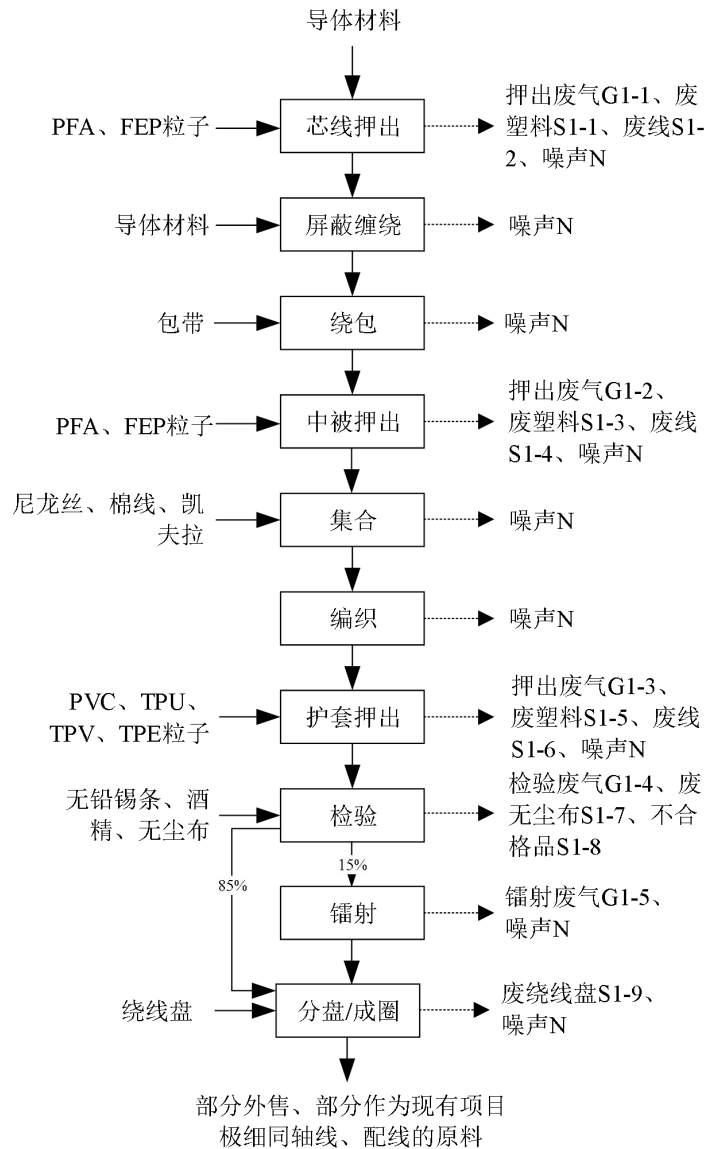 导体材料
PFA、FEP粒子
芯线押出
押出废气G1-1、废
塑料S1-1、废线S1-
2、噪声N
导体材料
屏蔽缠绕
噪声N
包带
绕包
噪声N
PFA、FEP粒子
中被押出
押出废气G1-2、
废塑料S1-3、废线
S1-4、噪声N
尼龙丝、棉线、凯
夫拉
集合
噪声N
编织
噪声N
PVC、TPU、
TPV、TPE粒子
护套押出
押出废气G1-3、
废塑料S1-5、废线
S1-6、噪声N
无铅锡条、酒
精、无尘布
检验
检验废气G1-4、废
无尘布S1-7、不合
格品S1-8
85%
15%
镭射
镭射废气G1-5、
噪声N
绕线盘
分盘/成圈
废绕线盘S1-9、
噪声N
部分外售、部分作为现有项目
极细同轴线、配线的原料